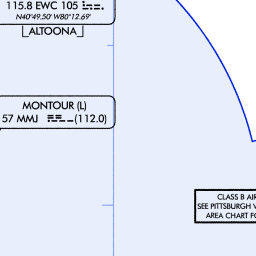 115.8 EWC 105
N40°49.50' W80°12.69'
ALTOONA
MONTOUR (L)
57 MMJ (112.0)
CLASS B AIR
SEE PITTSBURGH V
AREA CHART FO